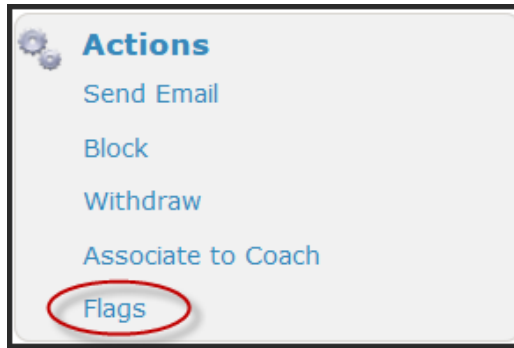 Actions
Send Email
Block
Withdraw
Associate to Coach
Flags